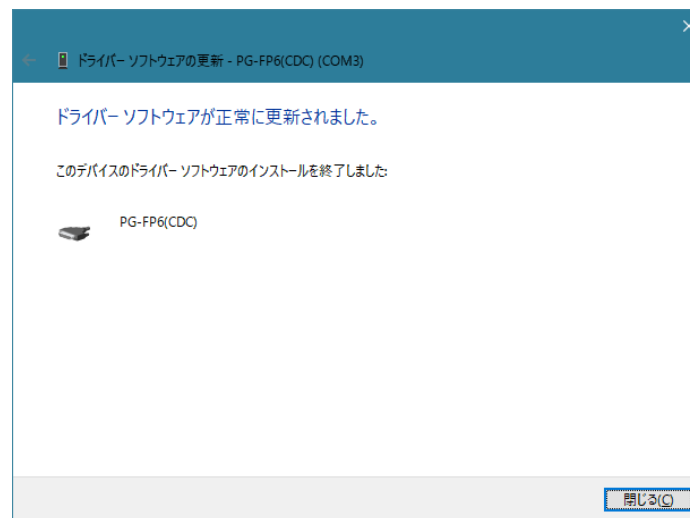 ドライバー ソフトウェアの更新 - PG-FP6(CDC) (COM3)
ドライバー ソフトウェアが正常に更新されました。
このデバイスのドライバー ソフトウェアのインストールを終了しました:
PG-FP6(CDC)
閉じる(C)